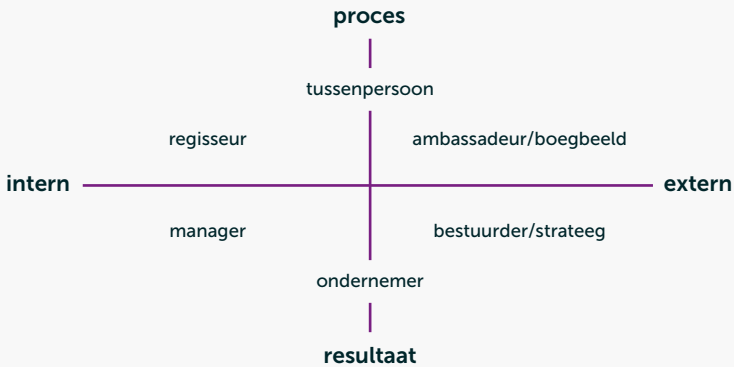 proces
tussenpersoon
regisseur ambassadeur/boegbeeld
intern extern
manager bestuurder/strateeg
ondernemer
resultaat